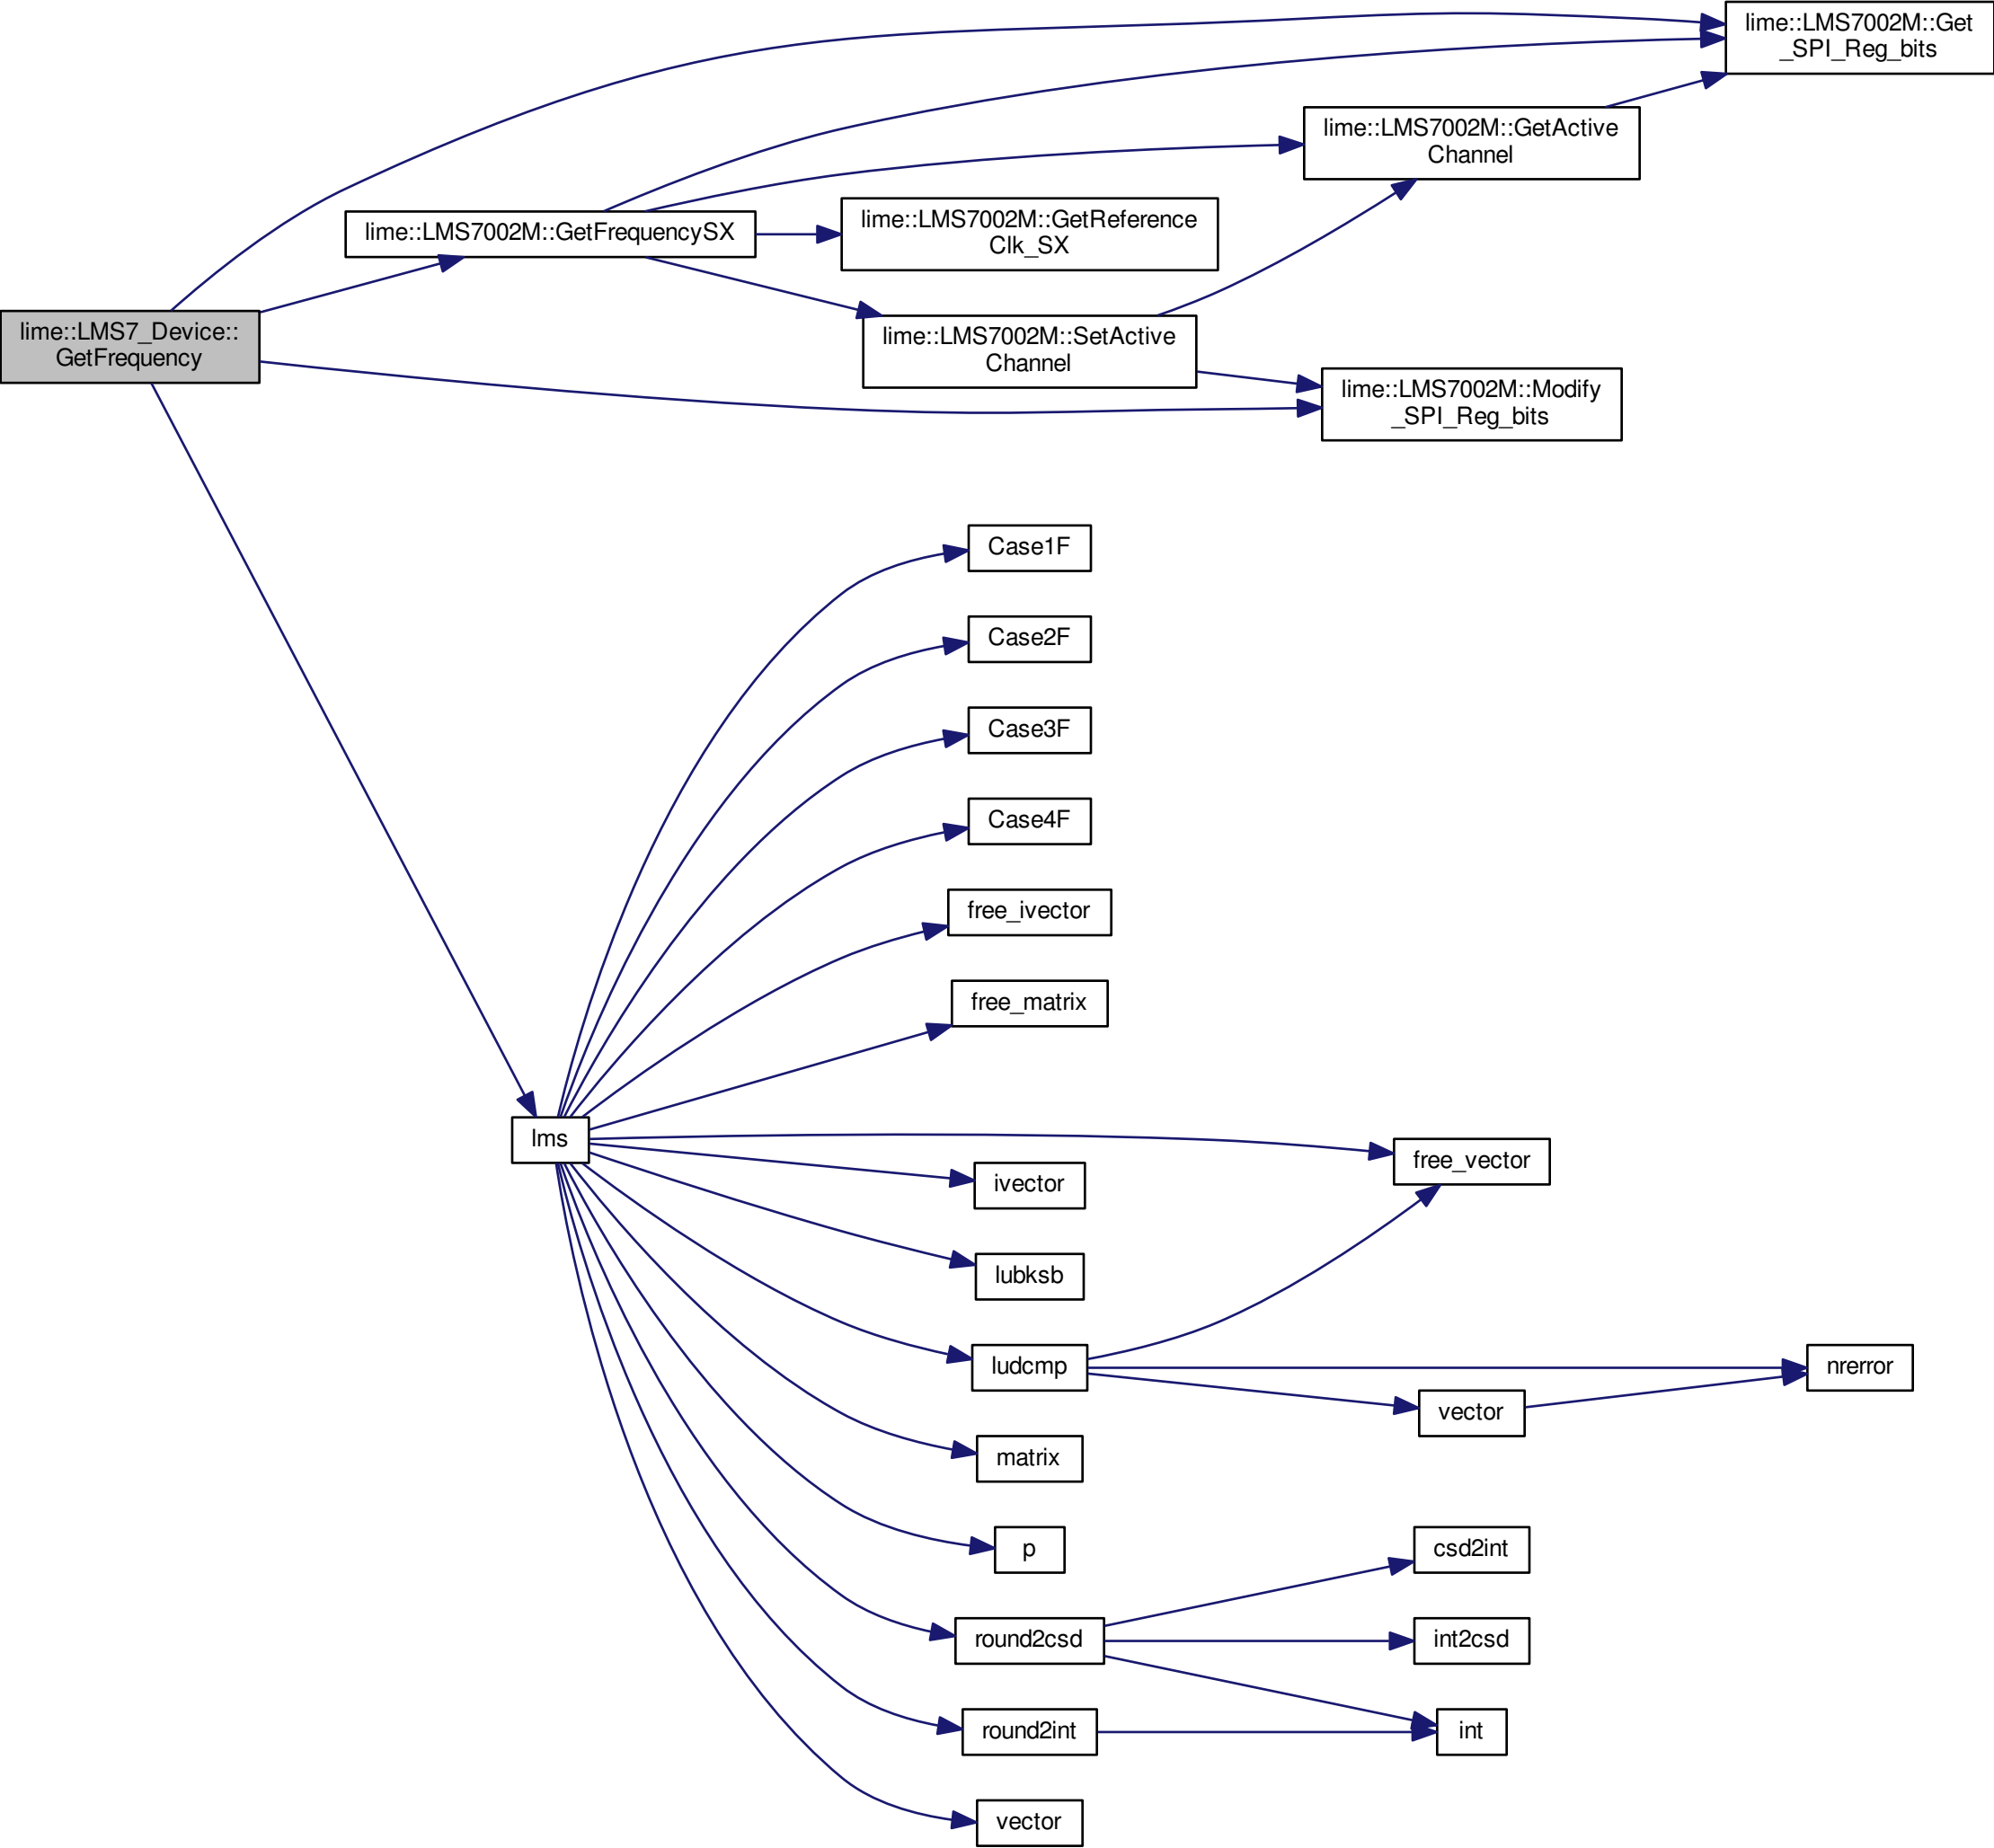 lime::LMS7_Device::
GetFrequency
lime::LMS7002M::GetFrequencySX
lime::LMS7002M::Get
_SPI_Reg_bits
lime::LMS7002M::GetActive
Channel
lime::LMS7002M::GetReference
Clk_SX
lime::LMS7002M::SetActive
Channel
lime::LMS7002M::Modify
_SPI_Reg_bits
lms
Case1F
Case2F
Case3F
Case4F
free_ivector
free_matrix
free_vector
ivector
lubksb
ludcmp
nrerror
vector
matrix
p
csd2int
round2csd
int2csd
round2int
int
vector